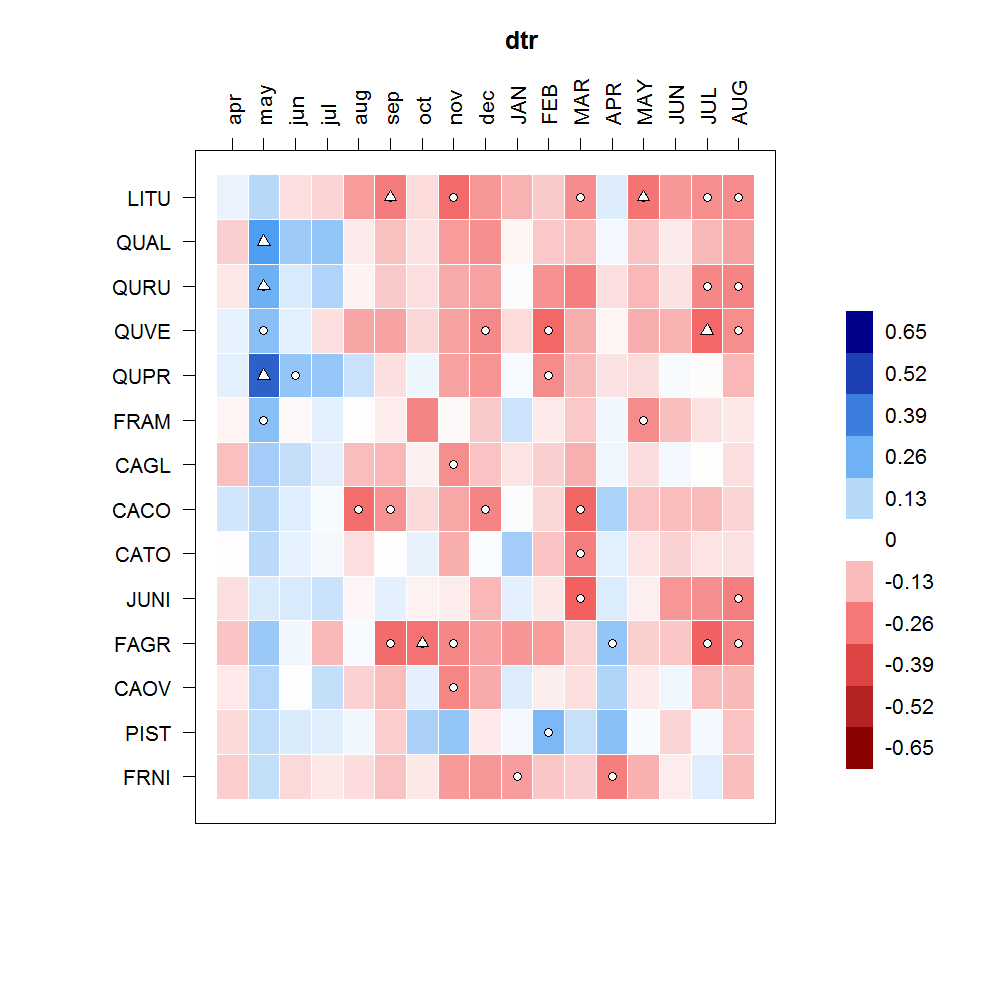 dtr
apr may jun jul aug sep oct nov dec JAN FEB MAR APR MAY JUN JUL AUG
LITU
QUAL
QURU
QUVE
QUPR
FRAM
CAGL
CACO
CATO
JUNI
FAGR
CAOV
PIST
FRNI
0.65
0.52
0.39
0.26
0.13
0
-0.13
-0.26
-0.39
-0.52
-0.65